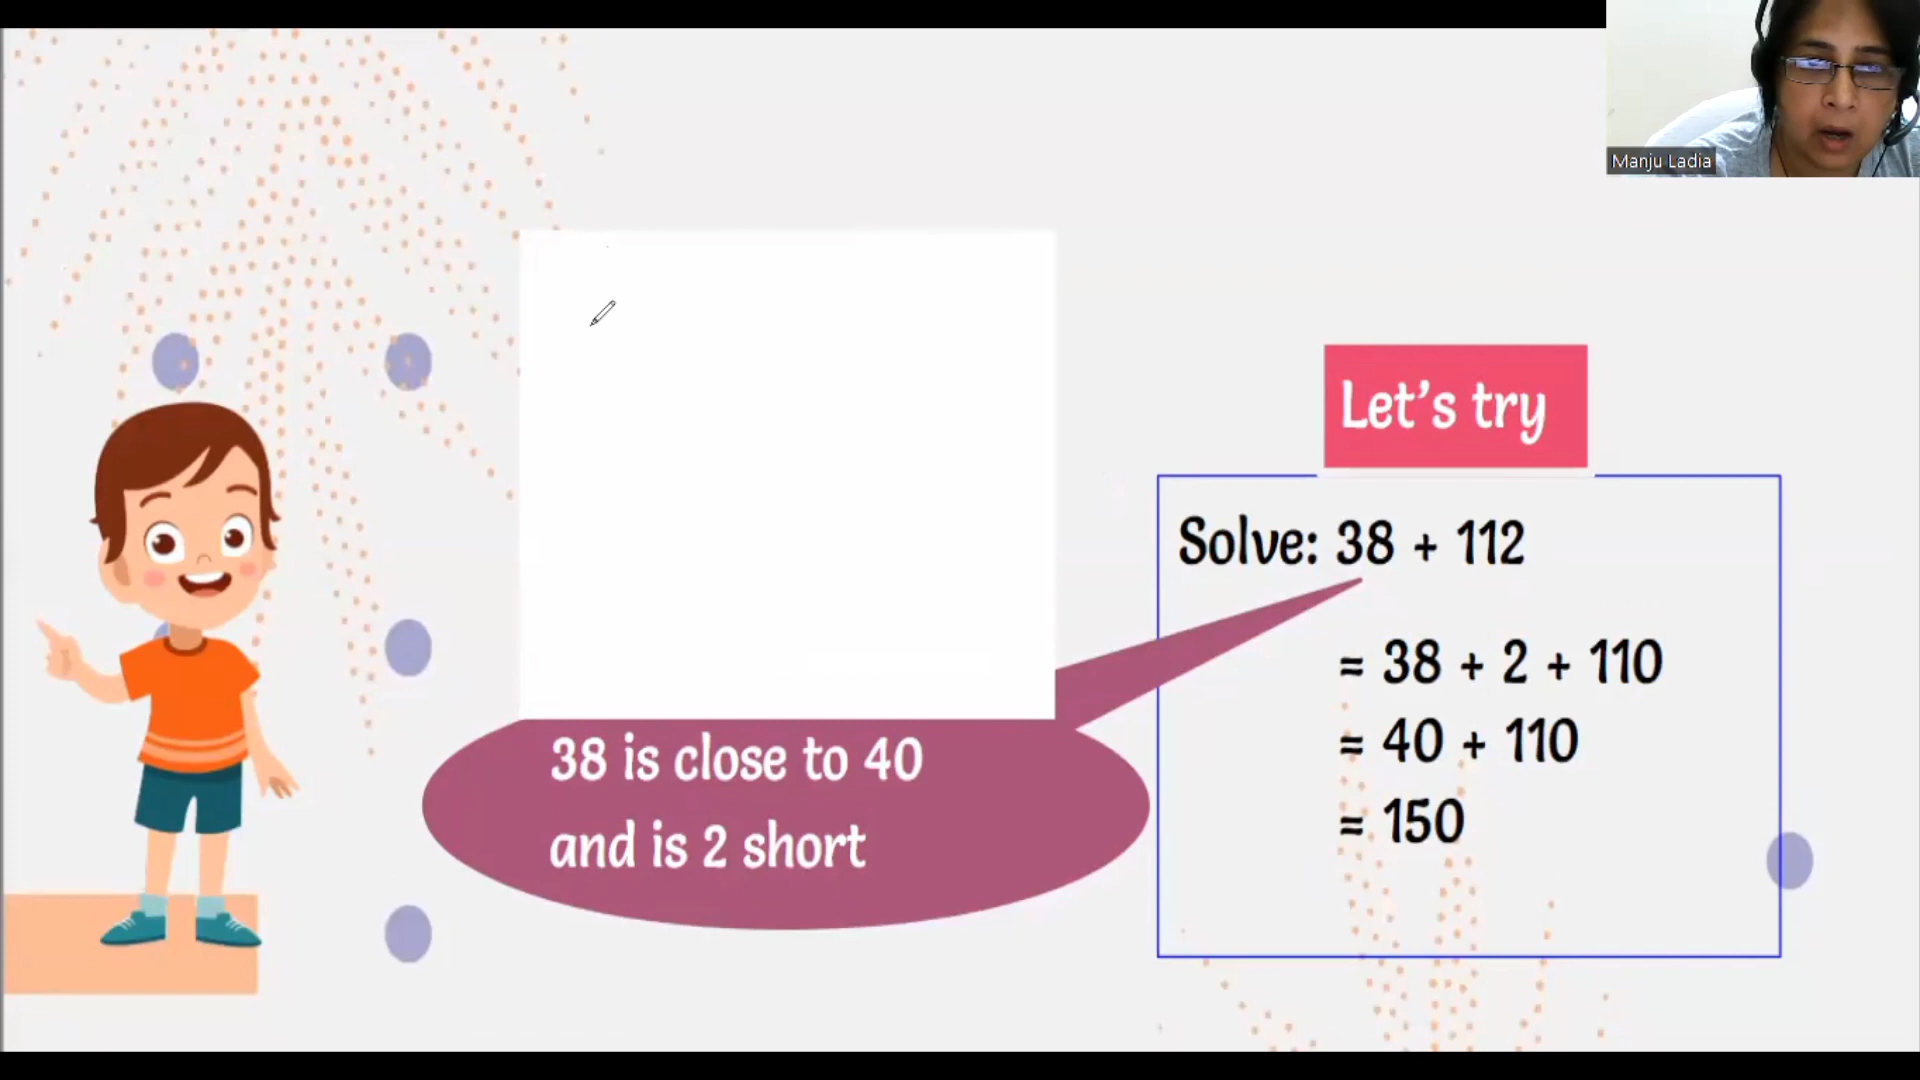 Manju Ladia
Let's try
Solve: 38 + 112
= 38 + 2 + 110
= 40 + 110
= 150
38 is close to 40
and is 2 short